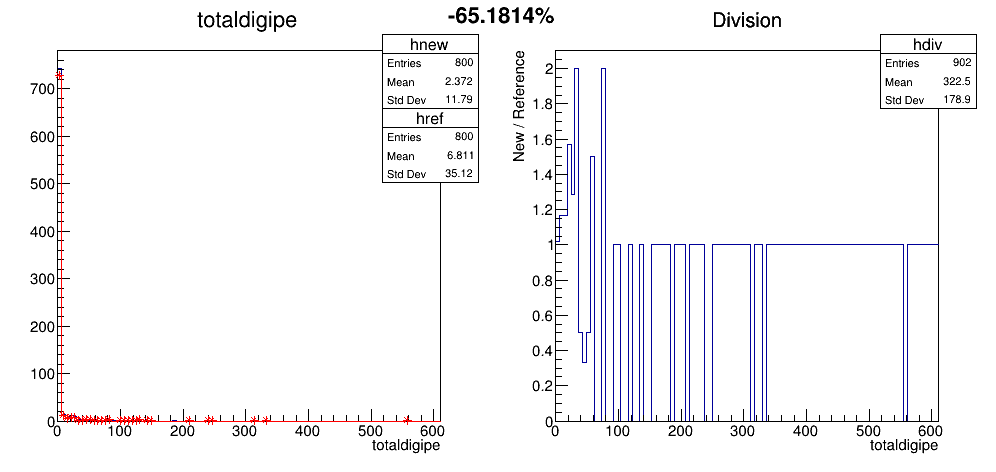 -65.1814%
totaldigipe
hnew
Entries 800
Mean 2.372
Std Dev 11.79
href
Entries 800
Mean 6.811
Std Dev 35.12
700
600
500
400
300
200
100
0
0 100 200 300 400 500 600
totaldigipe
Division
hdiv
Entries 902
Mean 322.5
Std Dev 178.9
New / Reference
2
1.8
1.6
1.4
1.2
1
0.8
0.6
0.4
0.2
0
0 100 200 300 400 500 600
totaldigipe